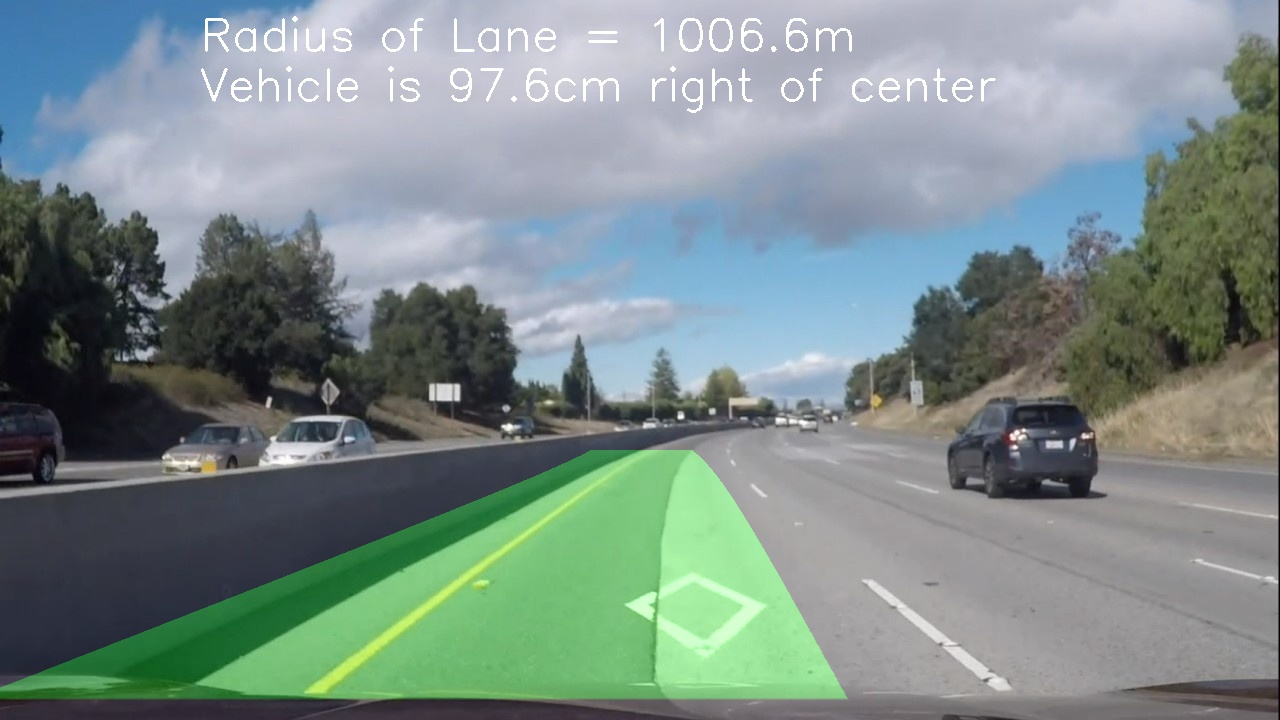 Radius of Lane = 1006.6m
Vehicle is 97.6cm right of center